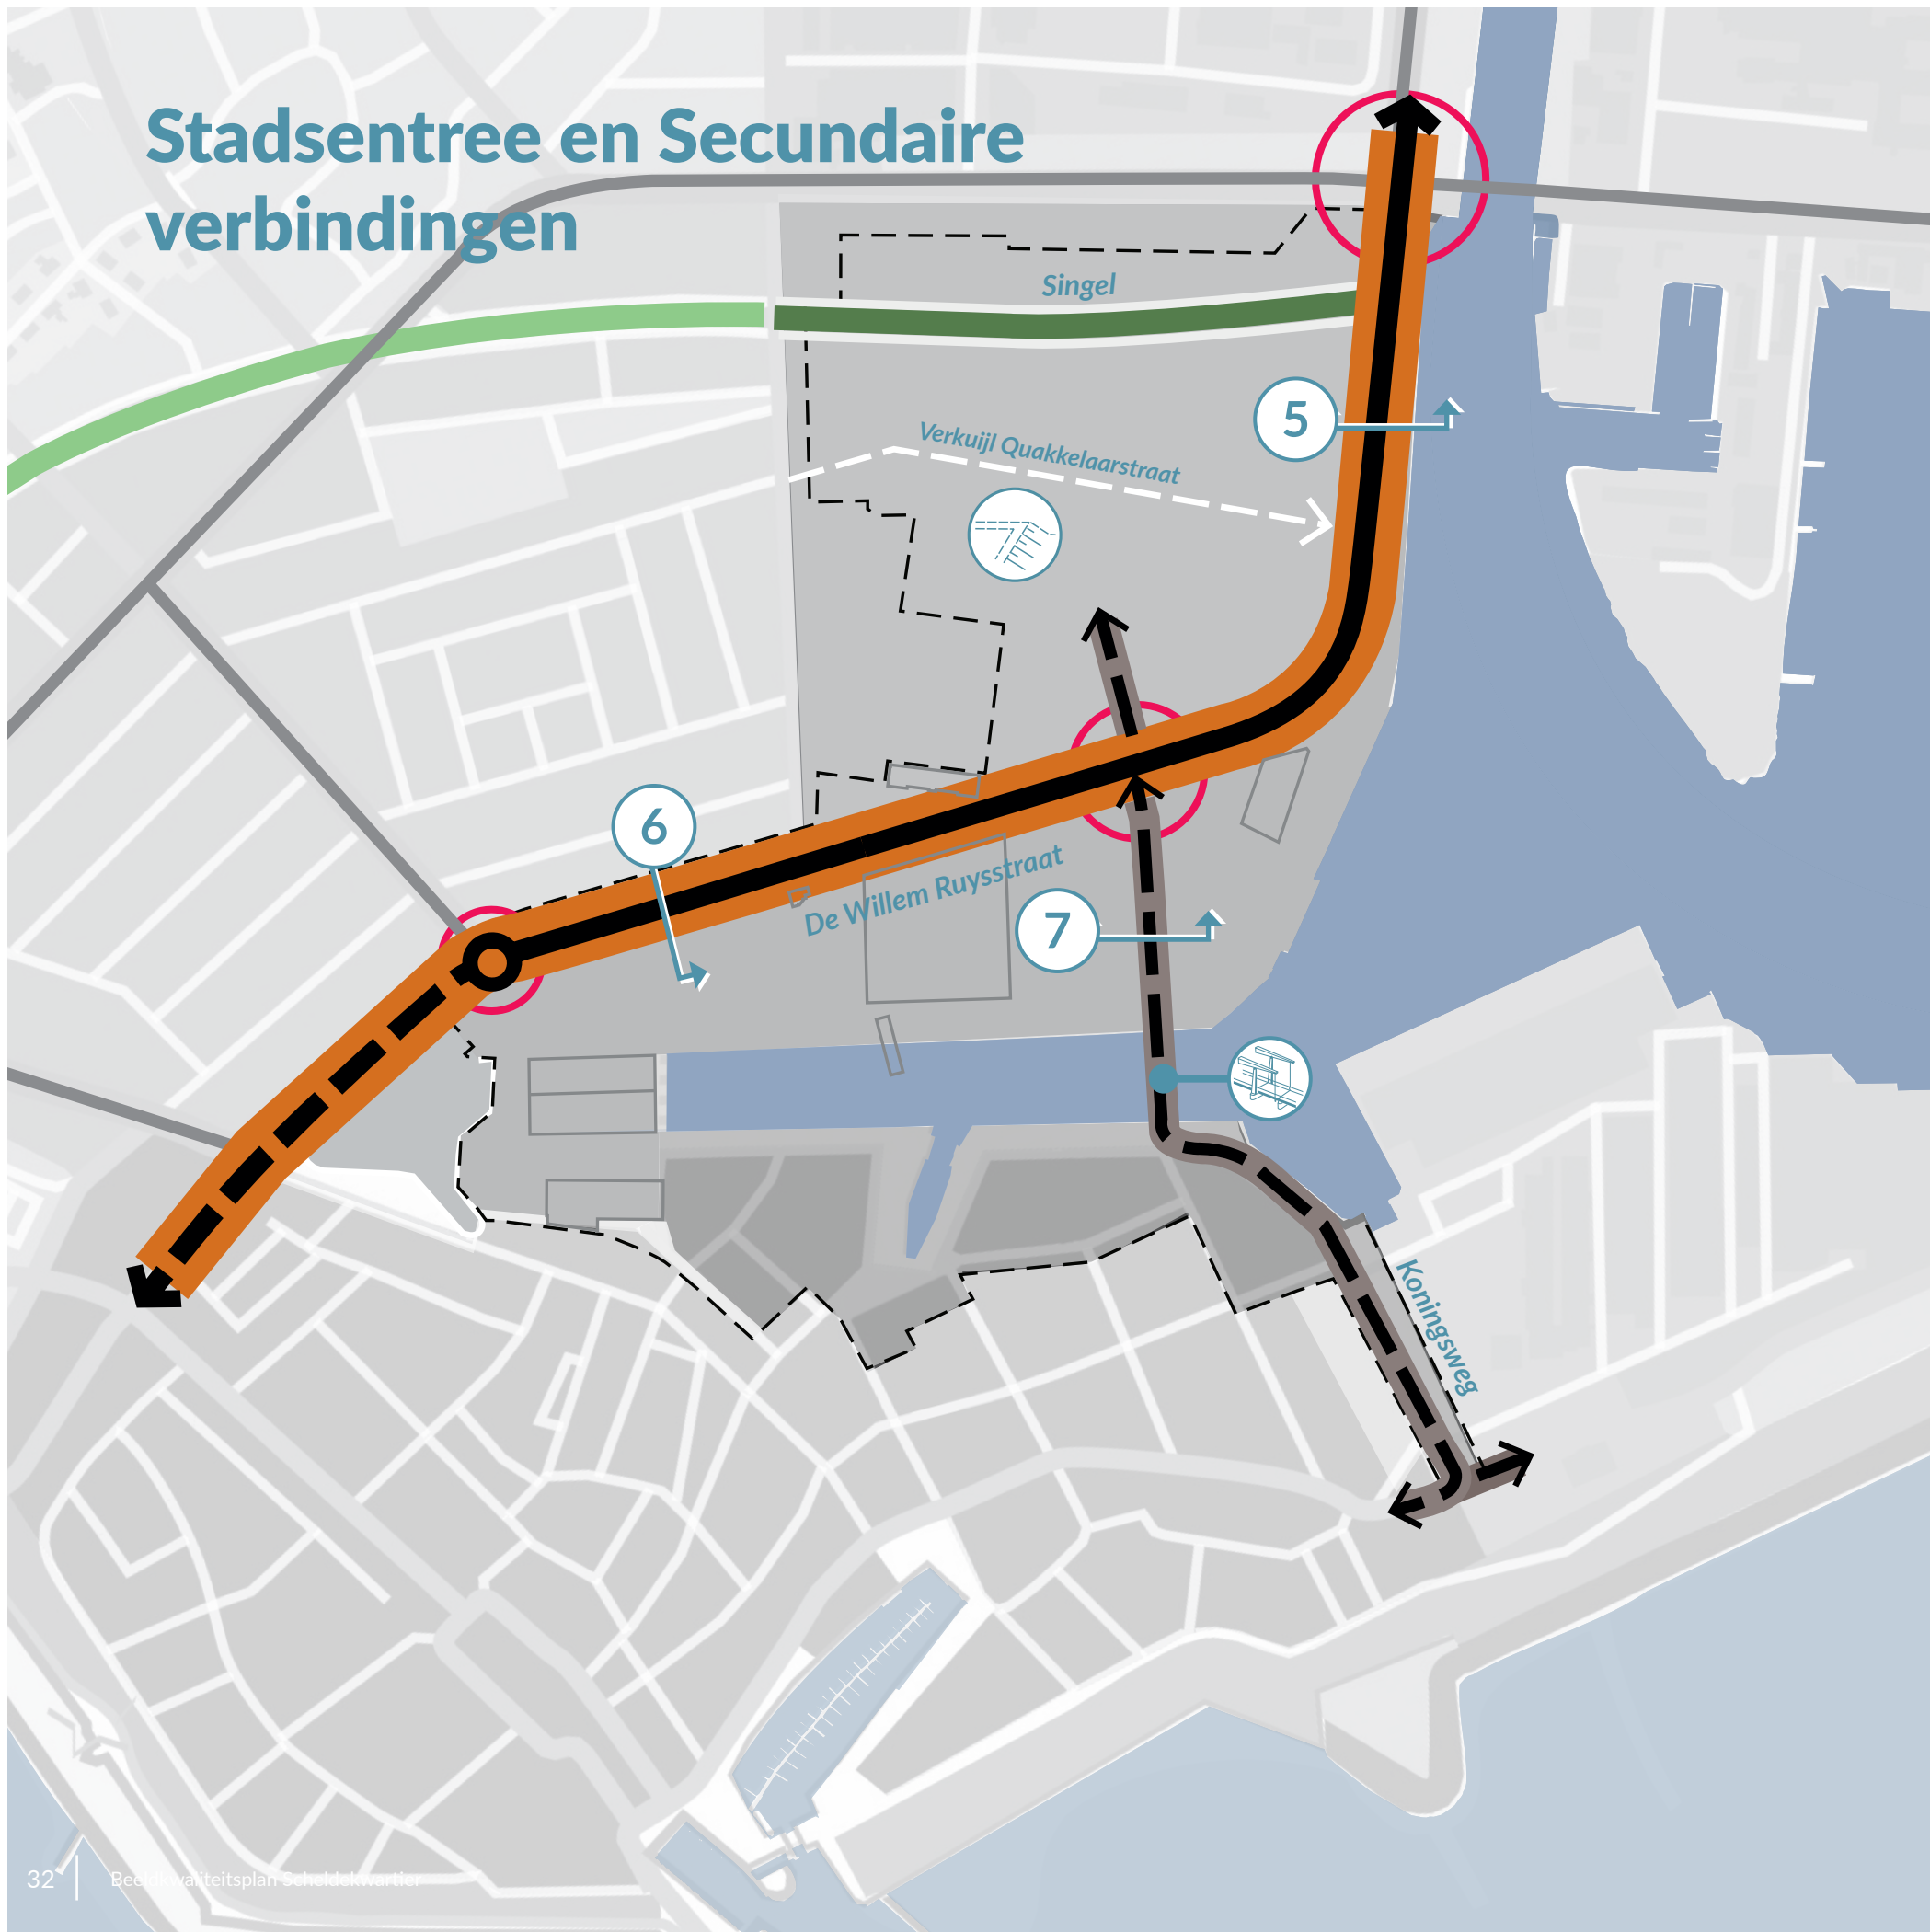 Stadsentree en Secundaire
verbindingen
Singel
5
Verkuijl Quakkelaarstraat
6
De Willem Ruysstraat
7
Koningsweg
32
Beeldkwaliteitsplan Scheldekwartier